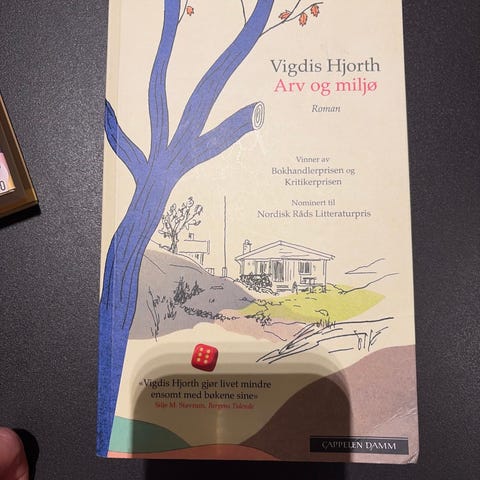 Vigdis Hjorth
Arv og miljø
Roman
Vinner av
Bokhandlerprisen og
Kritikerprisen
Nominert til
Nordisk Råds Litteraturpris
«Vigdis Hjorth gjør livet mindre
ensomt med bøkene sine»
Silje M. Stavrum, Bergens Tidende
CAPPELEN DAMM